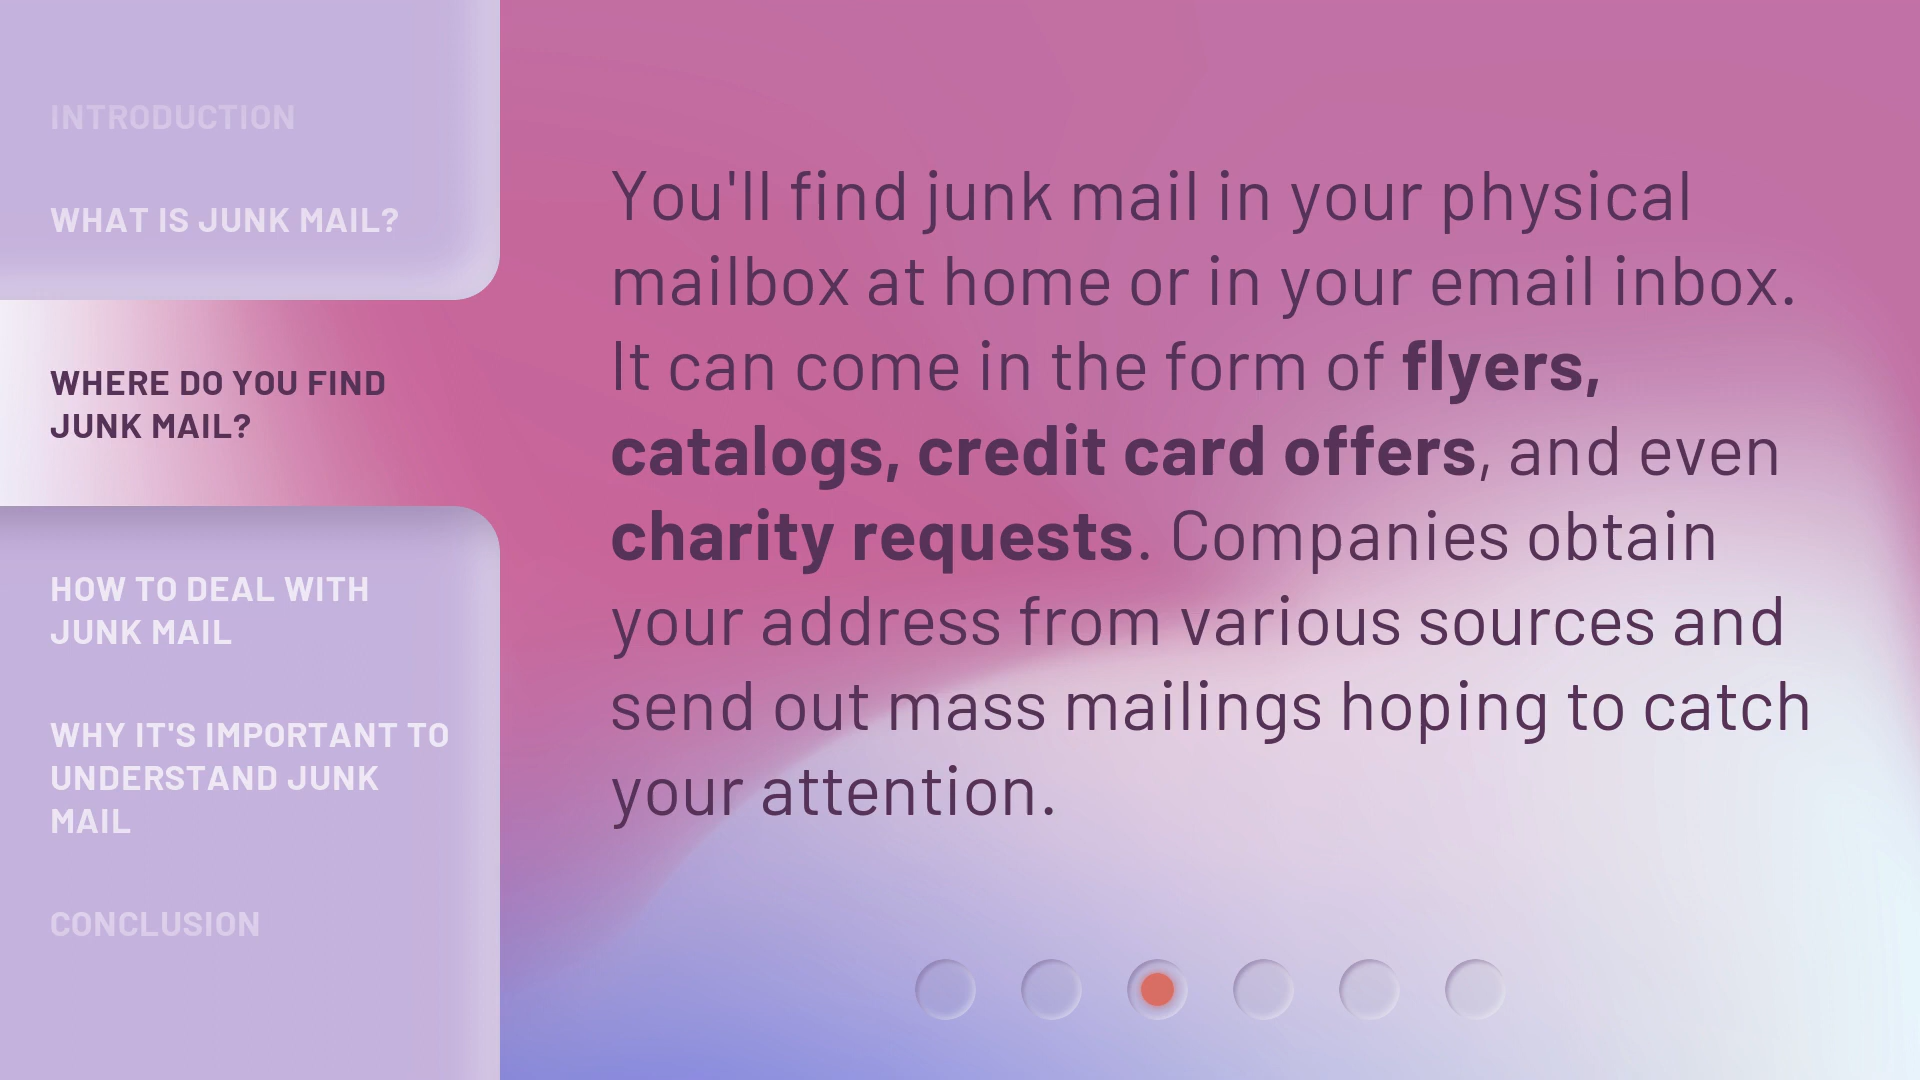 INTRODUCTION
WHAT IS JUNK MAIL?
WHERE DO YOU FIND
JUNK MAIL?
HOW TO DEAL WITH
JUNK MAIL
WHY IT'S IMPORTANT TO
UNDERSTAND JUNK
MAIL
CONCLUSION
You'll find junk mail in your physical
mailbox at home or in your email inbox.
It can come in the form of flyers,
catalogs, credit card offers, and even
charity requests. Companies obtain
your address from various sources and
send out mass mailings hoping to catch
your attention.